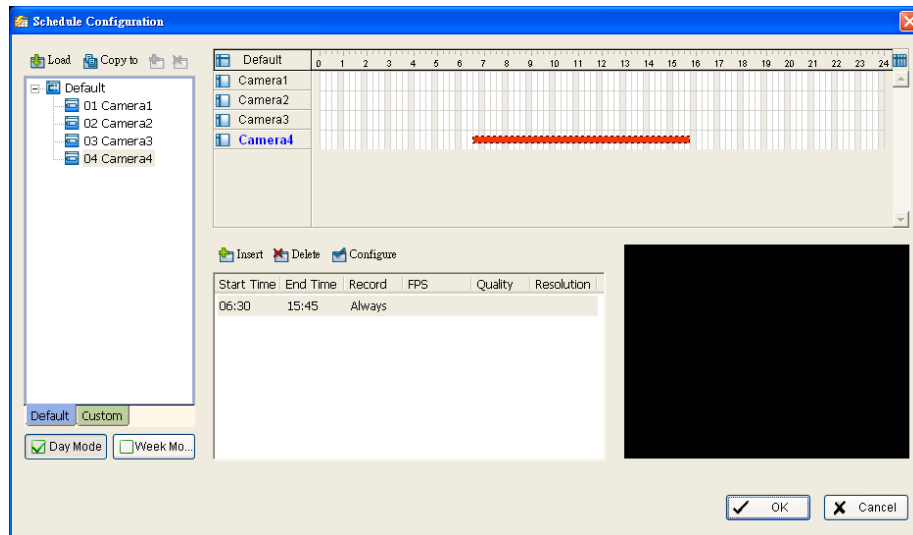 Schedule Configuration
Load Copy to
Default
01 Camera1
02 Camera2
03 Camera3
04 Camera4
Default Custom
Day Mode Week Mo...
Default 0 1 2 3 4 5 6 7 8 9 10 11 12 13 14 15 16 17 18 19 20 21 22 23 24
Camera1
Camera2
Camera3
Camera4
Insert Delete Configure
Start Time End Time Record FPS Quality Resolution
06:30 15:45 Always
OK Cancel